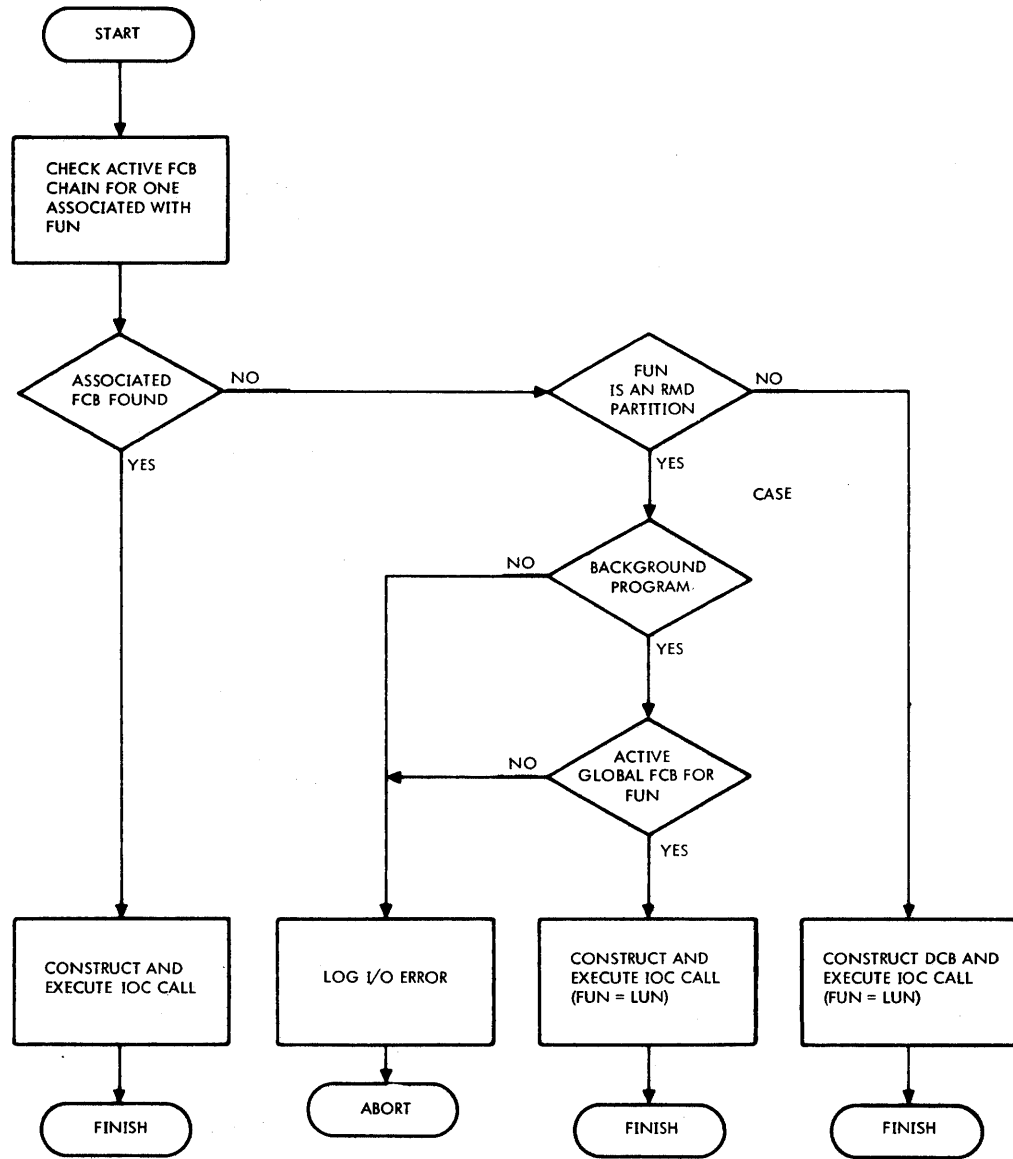 START
CHECK ACTIVE FCB
CHAIN FOR ONE
ASSOCIATED WITH
FUN
ASSOCIATED
FCB FOUND
NO
YES
FUN
IS AN RMD
PARTITION
NO
YES
CASE
BACKGROUND
PROGRAM
NO
YES
ACTIVE
GLOBAL FCB FOR
FUN
NO
YES
CONSTRUCT AND
EXECUTE IOC CALL
LOG I/O ERROR
CONSTRUCT AND
EXECUTE IOC CALL
(FUN = LUN)
CONSTRUCT DCB AND
EXECUTE IOC CALL
(FUN = LUN)
FINISH
ABORT
FINISH
FINISH